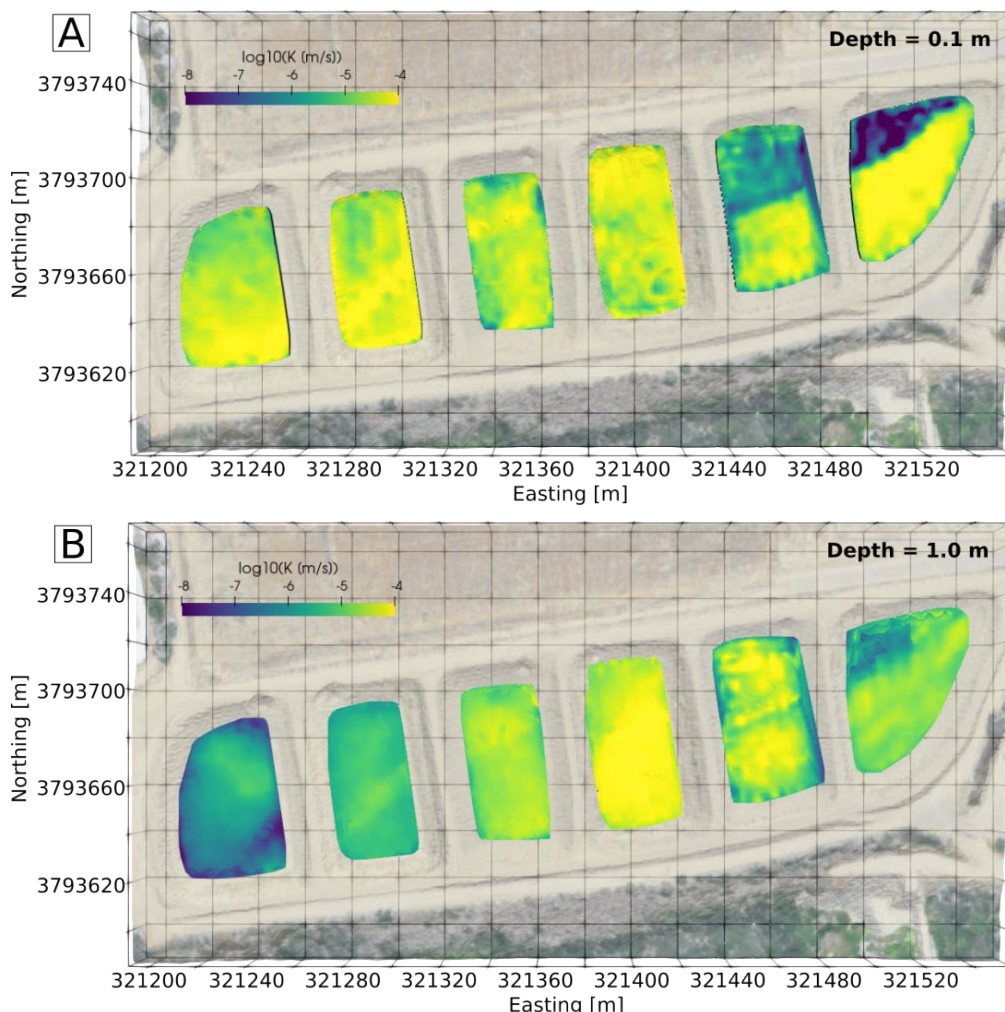 A
Depth = 0.1 m
log10(K (m/s))
-8 -7 -6 -5 -4
3793740
3793700
3793660
3793620
Northing [m]
321200 321240 321280 321320 321360 321400 321440 321480 321520
Easting [m]
B
Depth = 1.0 m
log10(K (m/s))
-8 -7 -6 -5 -4
3793740
3793700
3793660
3793620
Northing [m]
321200 321240 321280 321320 321360 321400 321440 321480 321520
Easting [m]